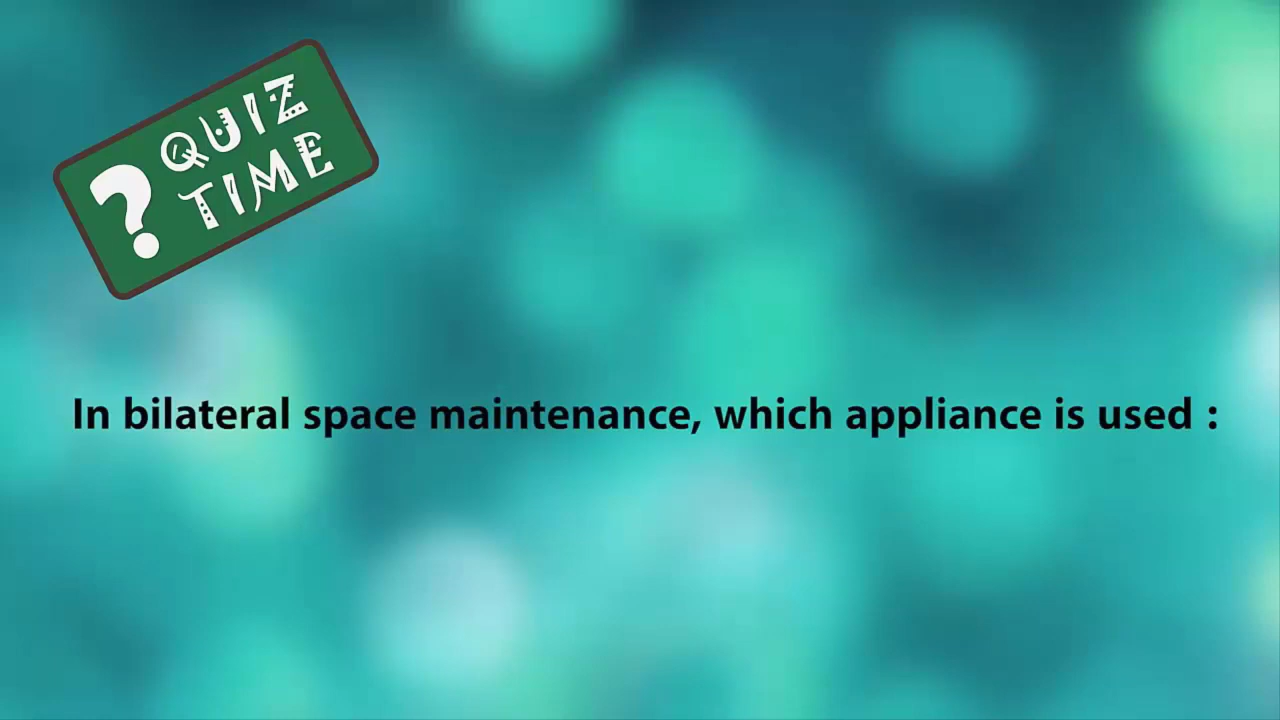 ? QUIZ
TIME
In bilateral space maintenance, which appliance is used :